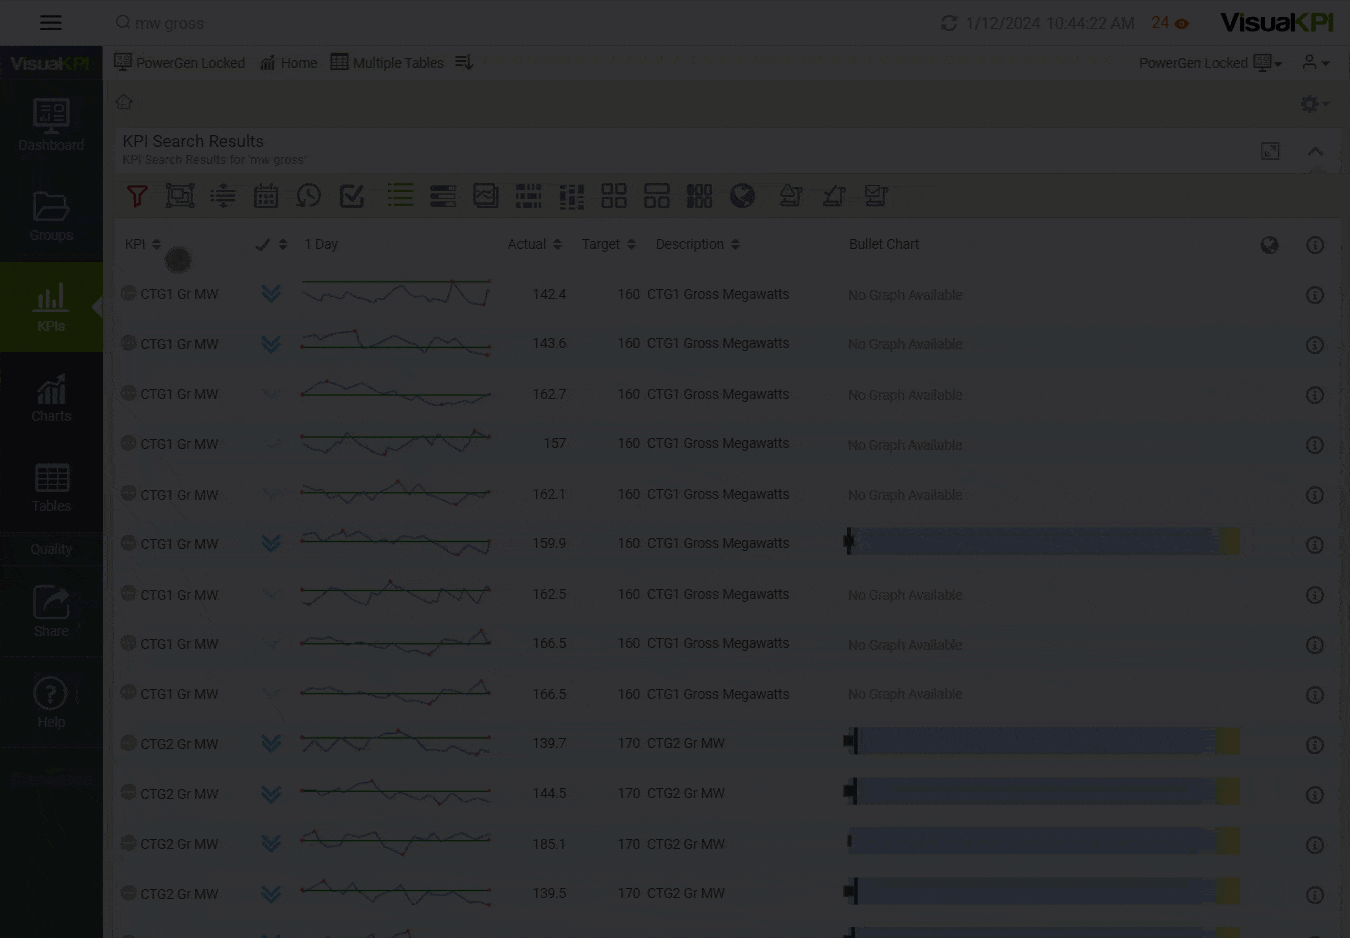 mw gross
1/12/2024 10:44:22 AM
24
VisualKPI
VisualKPI
PowerGen Locked
Home
Multiple Tables
PowerGen Locked
Dashboard
Groups
KPIs
Charts
Tables
Quality
Share
Help
KPI Search Results
KPI Search Results for 'mw gross'
KPI 1 Day Actual Target Description Bullet Chart
CTG1 Gr MW 142.4 160 CTG1 Gross Megawatts No Graph Available
CTG1 Gr MW 143.6 160 CTG1 Gross Megawatts No Graph Available
CTG1 Gr MW 162.7 160 CTG1 Gross Megawatts No Graph Available
CTG1 Gr MW 157 160 CTG1 Gross Megawatts No Graph Available
CTG1 Gr MW 162.1 160 CTG1 Gross Megawatts No Graph Available
CTG1 Gr MW 159.9 160 CTG1 Gross Megawatts
CTG1 Gr MW 162.5 160 CTG1 Gross Megawatts No Graph Available
CTG1 Gr MW 166.5 160 CTG1 Gross Megawatts No Graph Available
CTG1 Gr MW 166.5 160 CTG1 Gross Megawatts No Graph Available
CTG2 Gr MW 139.7 170 CTG2 Gr MW
CTG2 Gr MW 144.5 170 CTG2 Gr MW
CTG2 Gr MW 185.1 170 CTG2 Gr MW
CTG2 Gr MW 139.5 170 CTG2 Gr MW